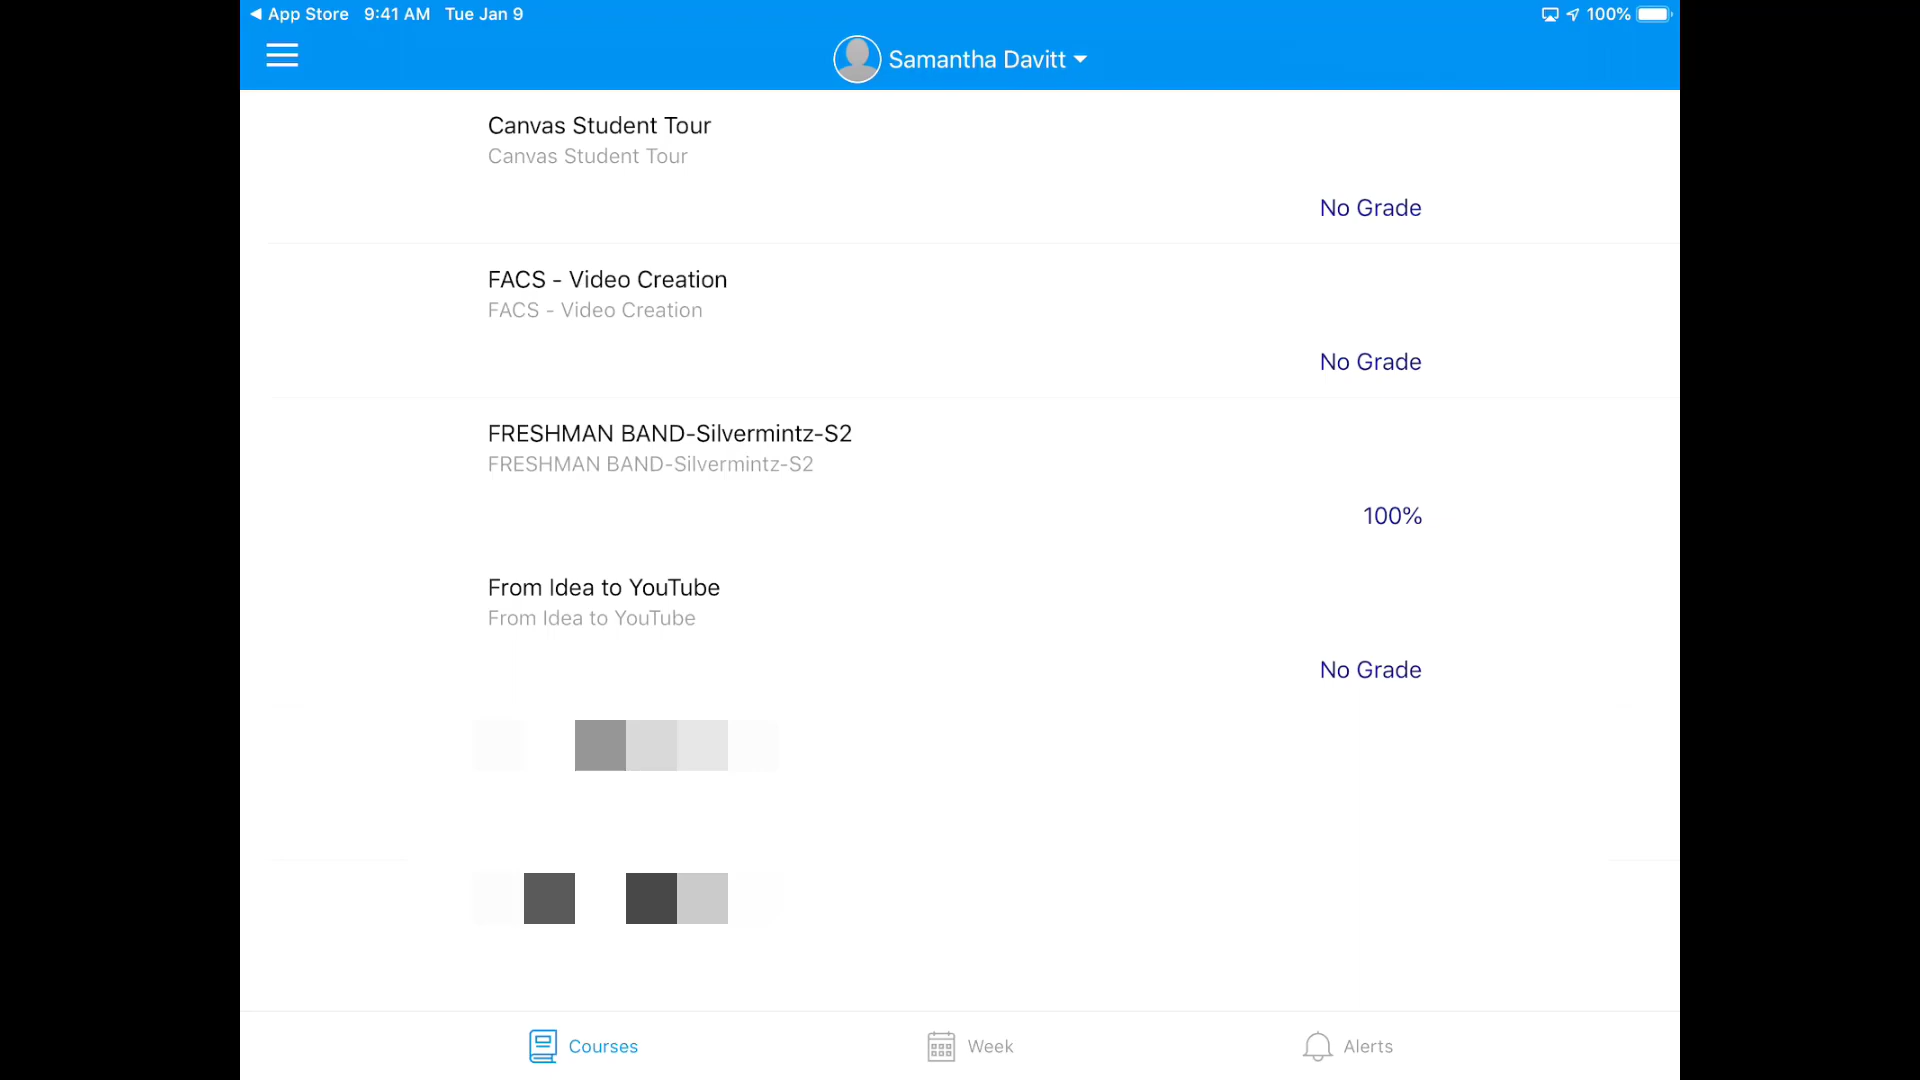 App Store 9:41 AM Tue Jan 9 100%
Samantha Davitt
Canvas Student Tour
Canvas Student Tour
No Grade
FACS - Video Creation
FACS - Video Creation
No Grade
FRESHMAN BAND-Silvermintz-S2
FRESHMAN BAND-Silvermintz-S2
100%
From Idea to YouTube
From Idea to YouTube
No Grade
Courses Week Alerts